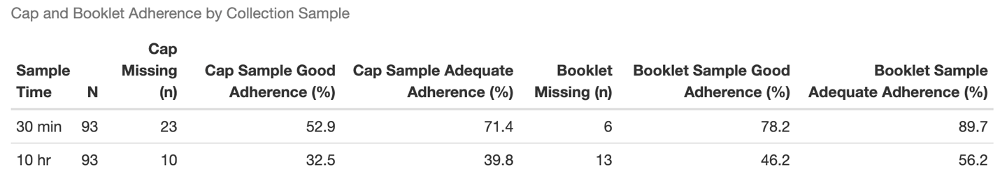 Cap and Booklet Adherence by Collection Sample
Cap
Sample Missing Cap Sample Good Cap Sample Adequate Booklet Booklet Sample Good Booklet Sample
Time N (n) Adherence (%) Adherence (%) Missing (n) Adherence (%) Adequate Adherence (%)
30 min 93 23 52.9 71.4 6 78.2 89.7
10 hr 93 10 32.5 39.8 13 46.2 56.2